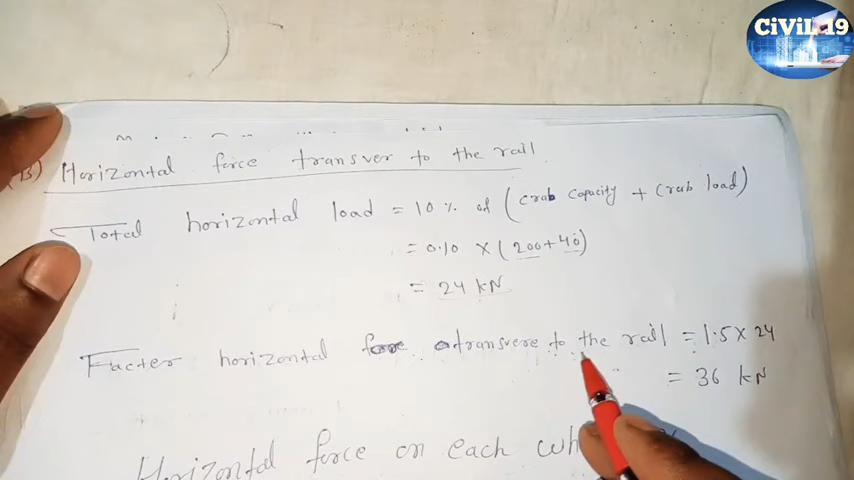 CiViL 19
(B) Horizontal force transver to the rail
Total horizontal load = 10% of (crab capacity + Crab load)
= 0.10 × (200+40)
= 24 kN
Facter horizontal force transvere to the rail = 1.5 × 24
= 36 kN
Horizontal force on each